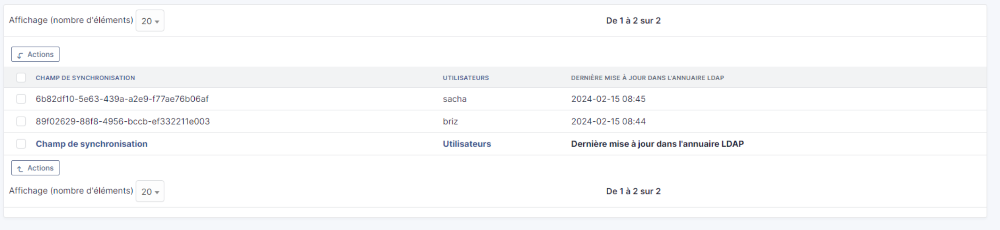 Affichage (nombre d'éléments) 20 De 1 à 2 sur 2
Actions
CHAMP DE SYNCHRONISATION UTILISATEURS DERNIÈRE MISE À JOUR DANS L'ANNUAIRE LDAP
6b82df10-5e63-439a-a2e9-f77ae76b06af sacha 2024-02-15 08:45
89f02629-88f8-4956-bccb-ef332211e003 briz 2024-02-15 08:44
Champ de synchronisation Utilisateurs Dernière mise à jour dans l'annuaire LDAP
Actions
Affichage (nombre d'éléments) 20 De 1 à 2 sur 2